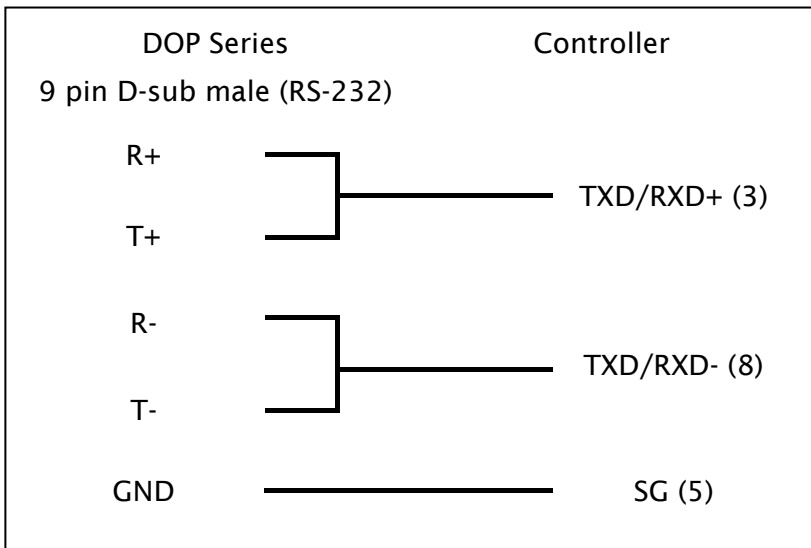 DOP Series Controller
9 pin D-sub male (RS-232)
R+
TXD/RXD+ (3)
T+
R-
TXD/RXD- (8)
T-
GND SG (5)